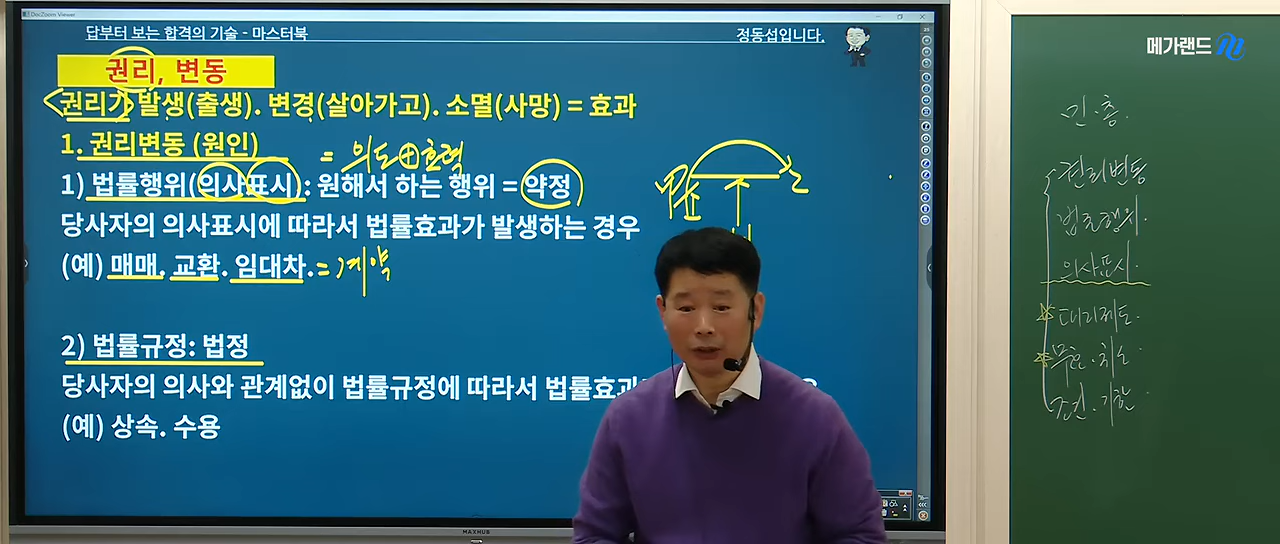 DocZoom Viewer
답부터 보는 합격의 기술 - 마스터북
정동섭입니다.
권리, 변동
권리가 발생(출생). 변경(살아가고). 소멸(사망) = 효과
1. 권리변동 (원인)
= 의도 + 효력
1) 법률행위(의사표시): 원해서 하는 행위 = 약정
당사자의 의사표시에 따라서 법률효과가 발생하는 경우
(예) 매매. 교환. 임대차. = 계약
2) 법률규정: 법정
당사자의 의사와 관계없이 법률규정에 따라서 법률효
(예) 상속. 수용
甲 乙
MAXHUB
메가랜드
민·총.
권리변동
법률행위.
의사표시.
대리제도.
무효·취소
조건·기한